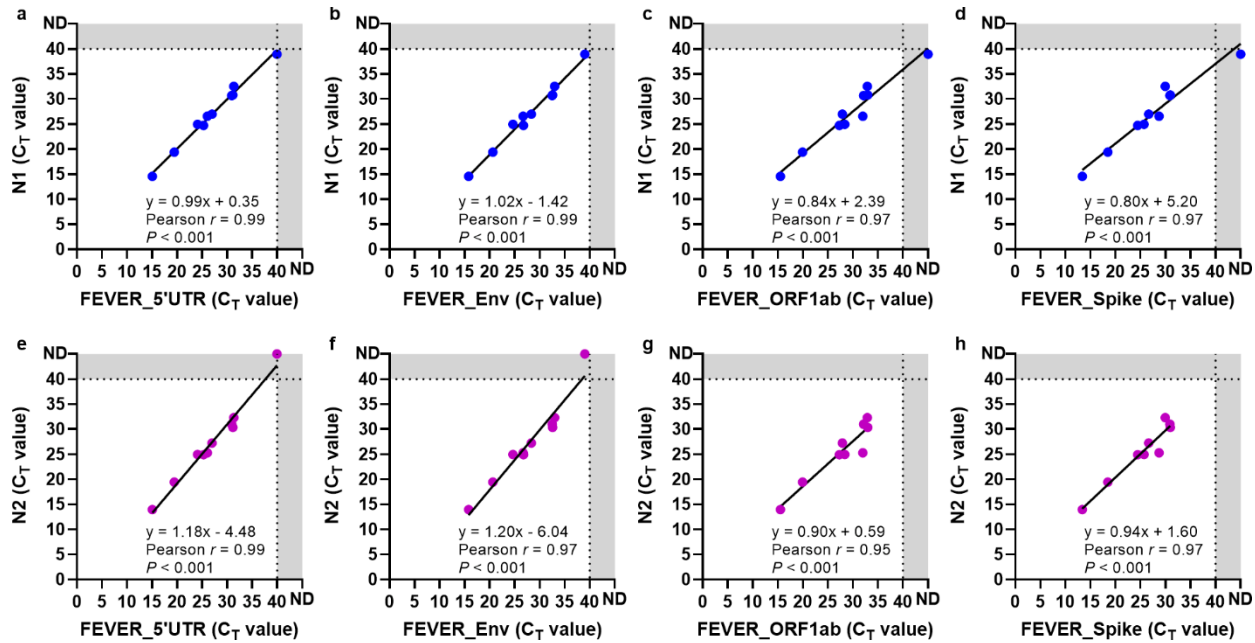 a
ND
40
35
30
25
20
15
10
5
0
N1 (CT value)
y = 0.99x + 0.35
Pearson r = 0.99
P < 0.001
0 5 10 15 20 25 30 35 40 ND
FEVER_5'UTR (CT value)
b
ND
40
35
30
25
20
15
10
5
0
N1 (CT value)
y = 1.02x - 1.42
Pearson r = 0.99
P < 0.001
0 5 10 15 20 25 30 35 40 ND
FEVER_Env (CT value)
c
ND
40
35
30
25
20
15
10
5
0
N1 (CT value)
y = 0.84x + 2.39
Pearson r = 0.97
P < 0.001
0 5 10 15 20 25 30 35 40 ND
FEVER_ORF1ab (CT value)
d
ND
40
35
30
25
20
15
10
5
0
N1 (CT value)
y = 0.80x + 5.20
Pearson r = 0.97
P < 0.001
0 5 10 15 20 25 30 35 40 ND
FEVER_Spike (CT value)
e
ND
40
35
30
25
20
15
10
5
0
N2 (CT value)
y = 1.18x - 4.48
Pearson r = 0.99
P < 0.001
0 5 10 15 20 25 30 35 40 ND
FEVER_5'UTR (CT value)
f
ND
40
35
30
25
20
15
10
5
0
N2 (CT value)
y = 1.20x - 6.04
Pearson r = 0.97
P < 0.001
0 5 10 15 20 25 30 35 40 ND
FEVER_Env (CT value)
g
ND
40
35
30
25
20
15
10
5
0
N2 (CT value)
y = 0.90x + 0.59
Pearson r = 0.95
P < 0.001
0 5 10 15 20 25 30 35 40 ND
FEVER_ORF1ab (CT value)
h
ND
40
35
30
25
20
15
10
5
0
N2 (CT value)
y = 0.94x + 1.60
Pearson r = 0.97
P < 0.001
0 5 10 15 20 25 30 35 40 ND
FEVER_Spike (CT value)